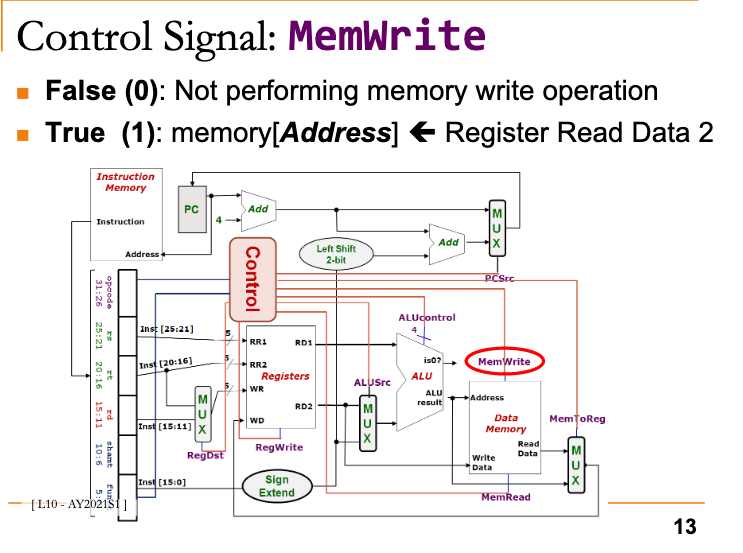 Control Signal: MemWrite
False (0): Not performing memory write operation
True (1): memory[Address] ← Register Read Data 2
Instruction
Memory
Instruction
Address
PC
4
Add
Left Shift
2-bit
Add
M
U
X
PCSrc
Control
opcode
31:26
rs
25:21
rt
20:16
rd
15:11
shamt
10:6
Inst [25:21]
5
RR1
Inst [20:16]
5
RR2
5
WR
WD
Registers
RD1
RD2
M
U
X
Inst [15:11]
RegDst
RegWrite
Inst [15:0]
Sign
Extend
ALUSrc
M
U
X
ALUcontrol
4
is0?
ALU
ALU
result
MemWrite
Address
Data
Memory
Read
Data
Write
Data
MemRead
MemToReg
M
U
X
[ L10 - AY2021S1 ]
13